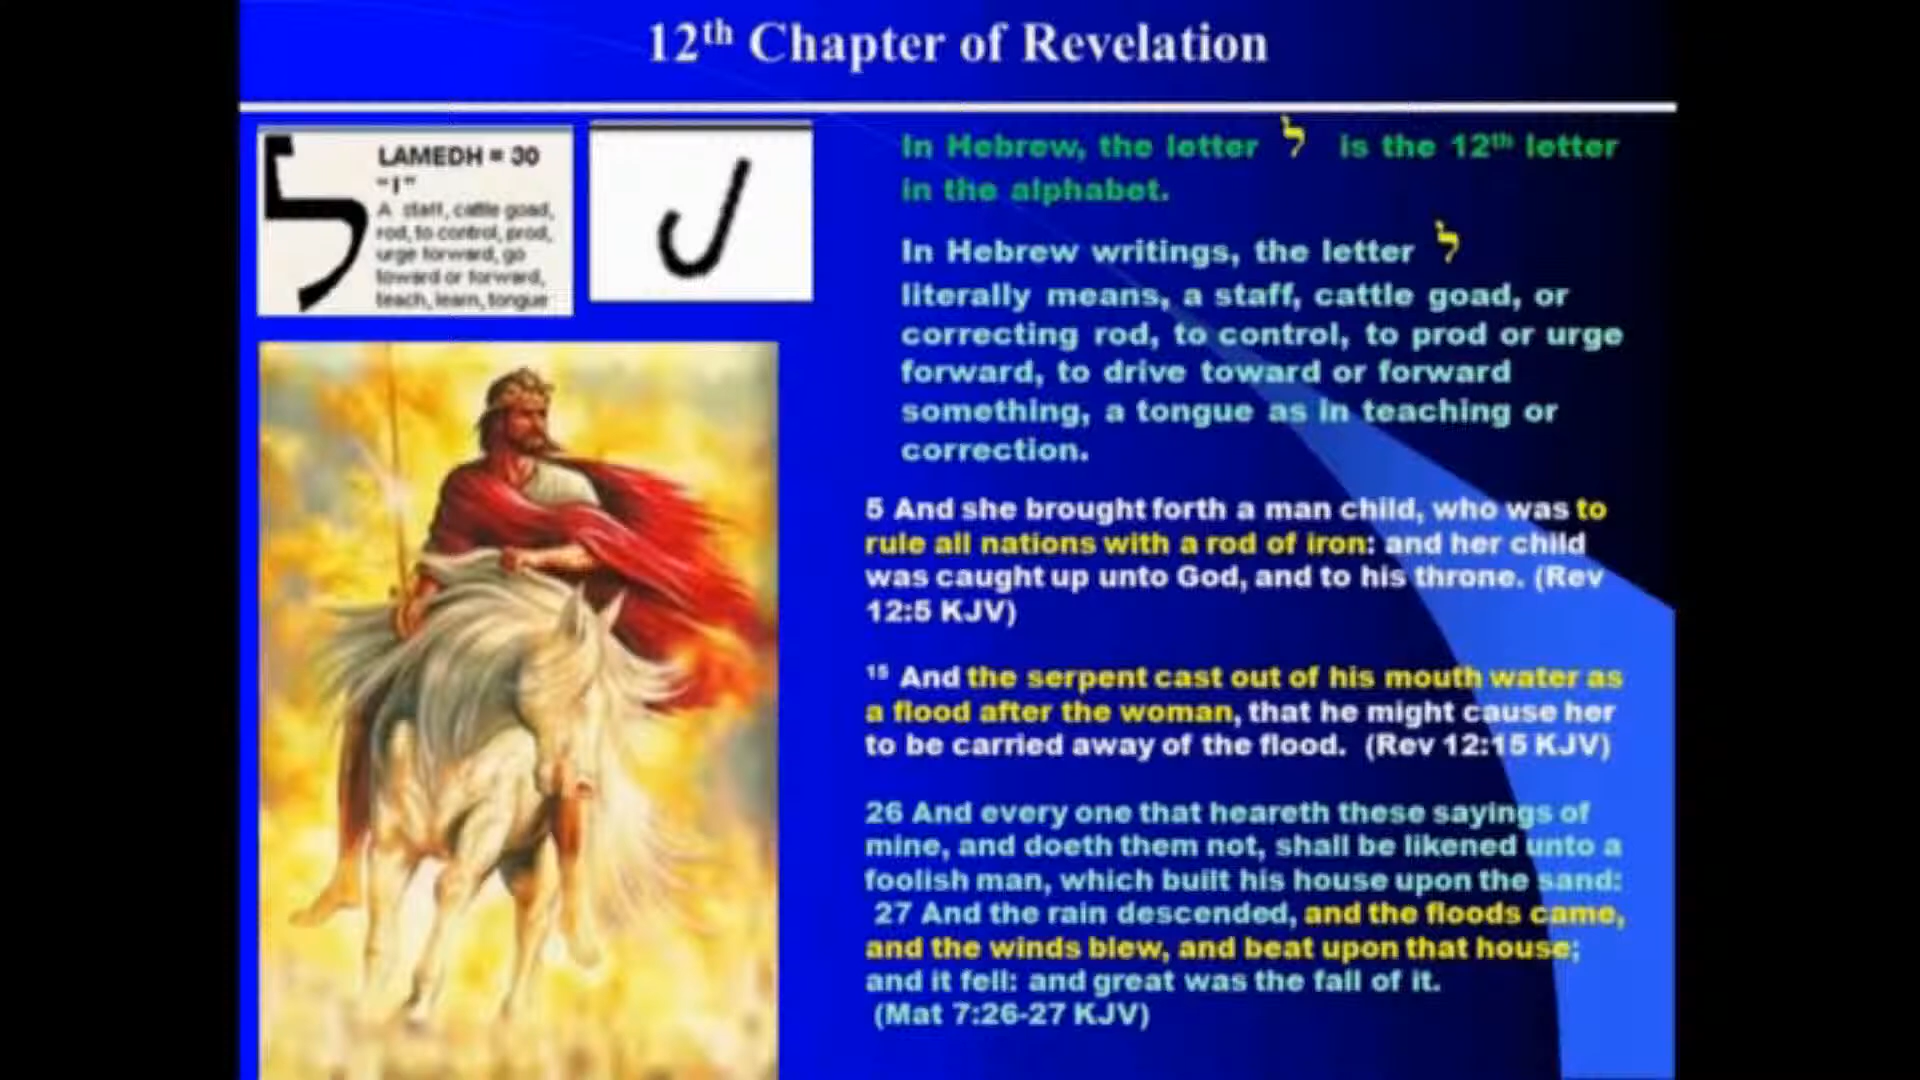 12th Chapter of Revelation
ל
LAMEDH = 30
"l"
A staff, cattle goad,
rod, to control, prod,
urge forward, go
toward or forward,
teach, learn, tongue
In Hebrew, the letter ל is the 12th letter
in the alphabet.
In Hebrew writings, the letter ל
literally means, a staff, cattle goad, or
correcting rod, to control, to prod or urge
forward, to drive toward or forward
something, a tongue as in teaching or
correction.
5 And she brought forth a man child, who was to
rule all nations with a rod of iron: and her child
was caught up unto God, and to his throne. (Rev
12:5 KJV)
15 And the serpent cast out of his mouth water as
a flood after the woman, that he might cause her
to be carried away of the flood. (Rev 12:15 KJV)
26 And every one that heareth these sayings of
mine, and doeth them not, shall be likened unto a
foolish man, which built his house upon the sand:
27 And the rain descended, and the floods came,
and the winds blew, and beat upon that house;
and it fell: and great was the fall of it.
(Mat 7:26-27 KJV)